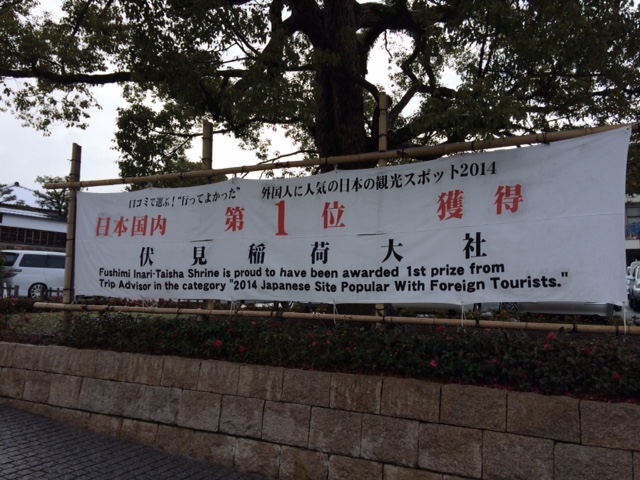 口コミで選ぶ！"行ってよかった" 外国人に人気の日本の観光スポット2014
日本国内 第1位 獲得
伏見稲荷大社
Fushimi Inari-Taisha Shrine is proud to have been awarded 1st prize from
Trip Advisor in the category "2014 Japanese Site Popular With Foreign Tourists."